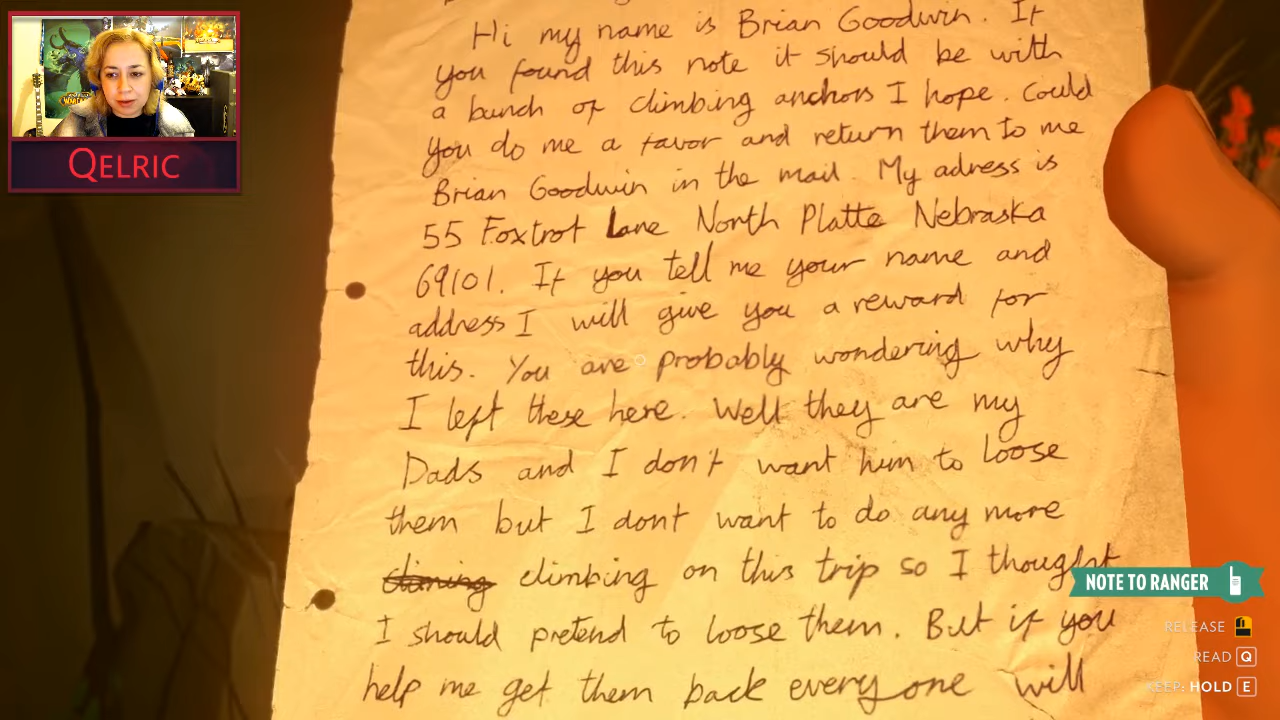 QELRIC
Hi my name is Brian Goodwin. If
you found this note it should be with
a bunch of climbing anchors I hope. Could
you do me a favor and return them to me
Brian Goodwin in the mail. My adress is
55 Foxtrot Lane North Platte Nebraska
69101. If you tell me your name and
address I will give you a reward for
this. You are probably wondering why
I left these here. Well they are my
Dads and I don't want him to loose
them but I dont want to do any more
climing climbing on this trip so I thought
I should pretend to loose them. But if you
help me get them back every one will
NOTE TO RANGER
RELEASE
READ Q
KEEP: HOLD E